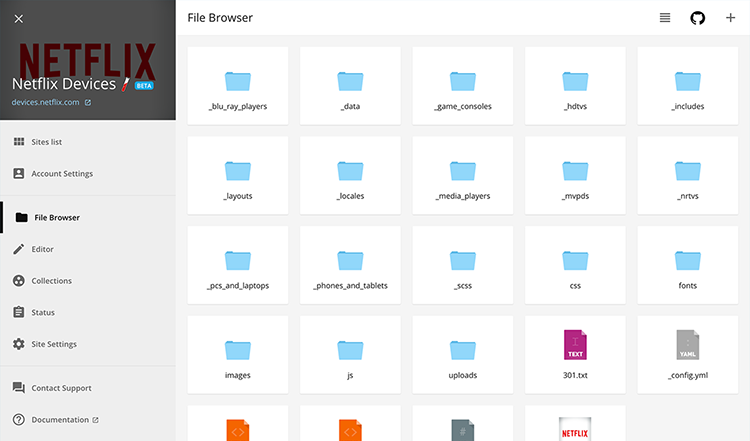 NETFLIX
Netflix Devices BETA
devices.netflix.com
Sites list
Account Settings
File Browser
Editor
Collections
Status
Site Settings
Contact Support
Documentation
File Browser
_blu_ray_players
_data
_game_consoles
_hdtvs
_includes
_layouts
_locales
_media_players
_mvpds
_nrtvs
_pcs_and_laptops
_phones_and_tablets
_scss
css
fonts
images
js
uploads
TEXT
301.txt
YAML
_config.yml
NETFLIX